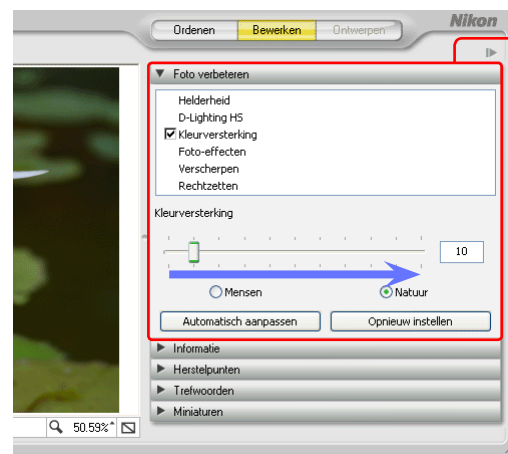 Ordenen Bewerken Ontwerpen Nikon
Foto verbeteren
Helderheid
D-Lighting HS
Kleurversterking
Foto-effecten
Verscherpen
Rechtzetten
Kleurversterking
10
Mensen Natuur
Automatisch aanpassen Opnieuw instellen
Informatie
Herstelpunten
Trefwoorden
Miniaturen
50.59%